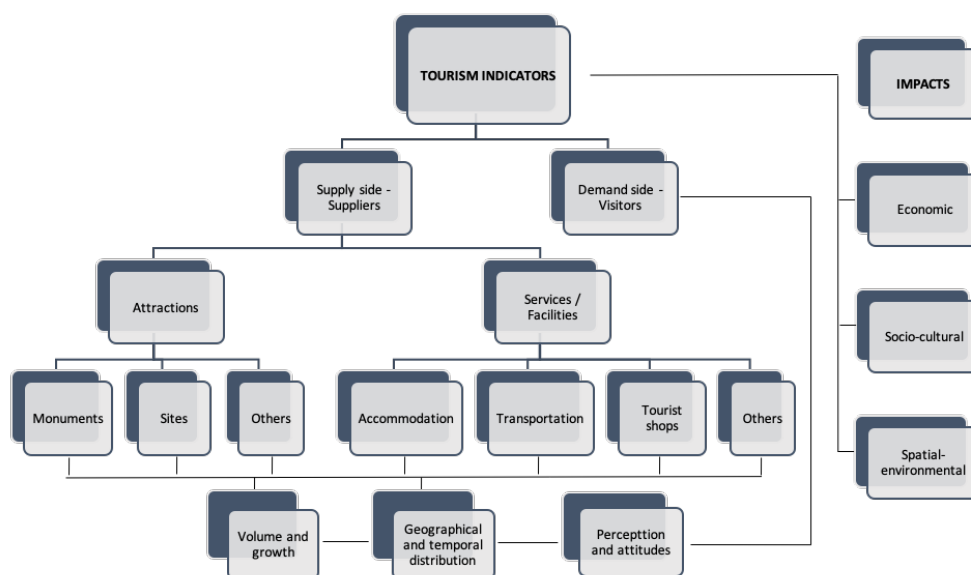 TOURISM INDICATORS
IMPACTS
Supply side -
Suppliers
Demand side -
Visitors
Economic
Attractions
Services /
Facilities
Socio-cultural
Monuments
Sites
Others
Accommodation
Transportation
Tourist
shops
Others
Spatial-
environmental
Volume and
growth
Geographical
and temporal
distribution
Percepttion
and attitudes